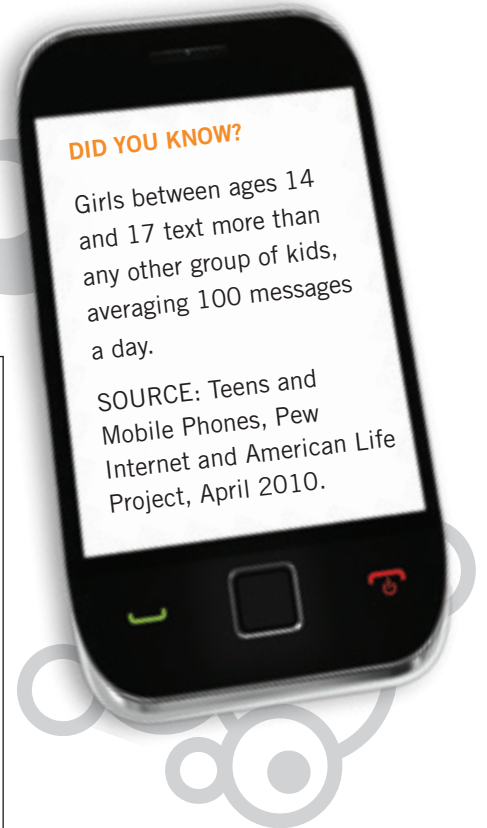 DID YOU KNOW?
Girls between ages 14
and 17 text more than
any other group of kids,
averaging 100 messages
a day.
SOURCE: Teens and
Mobile Phones, Pew
Internet and American Life
Project, April 2010.